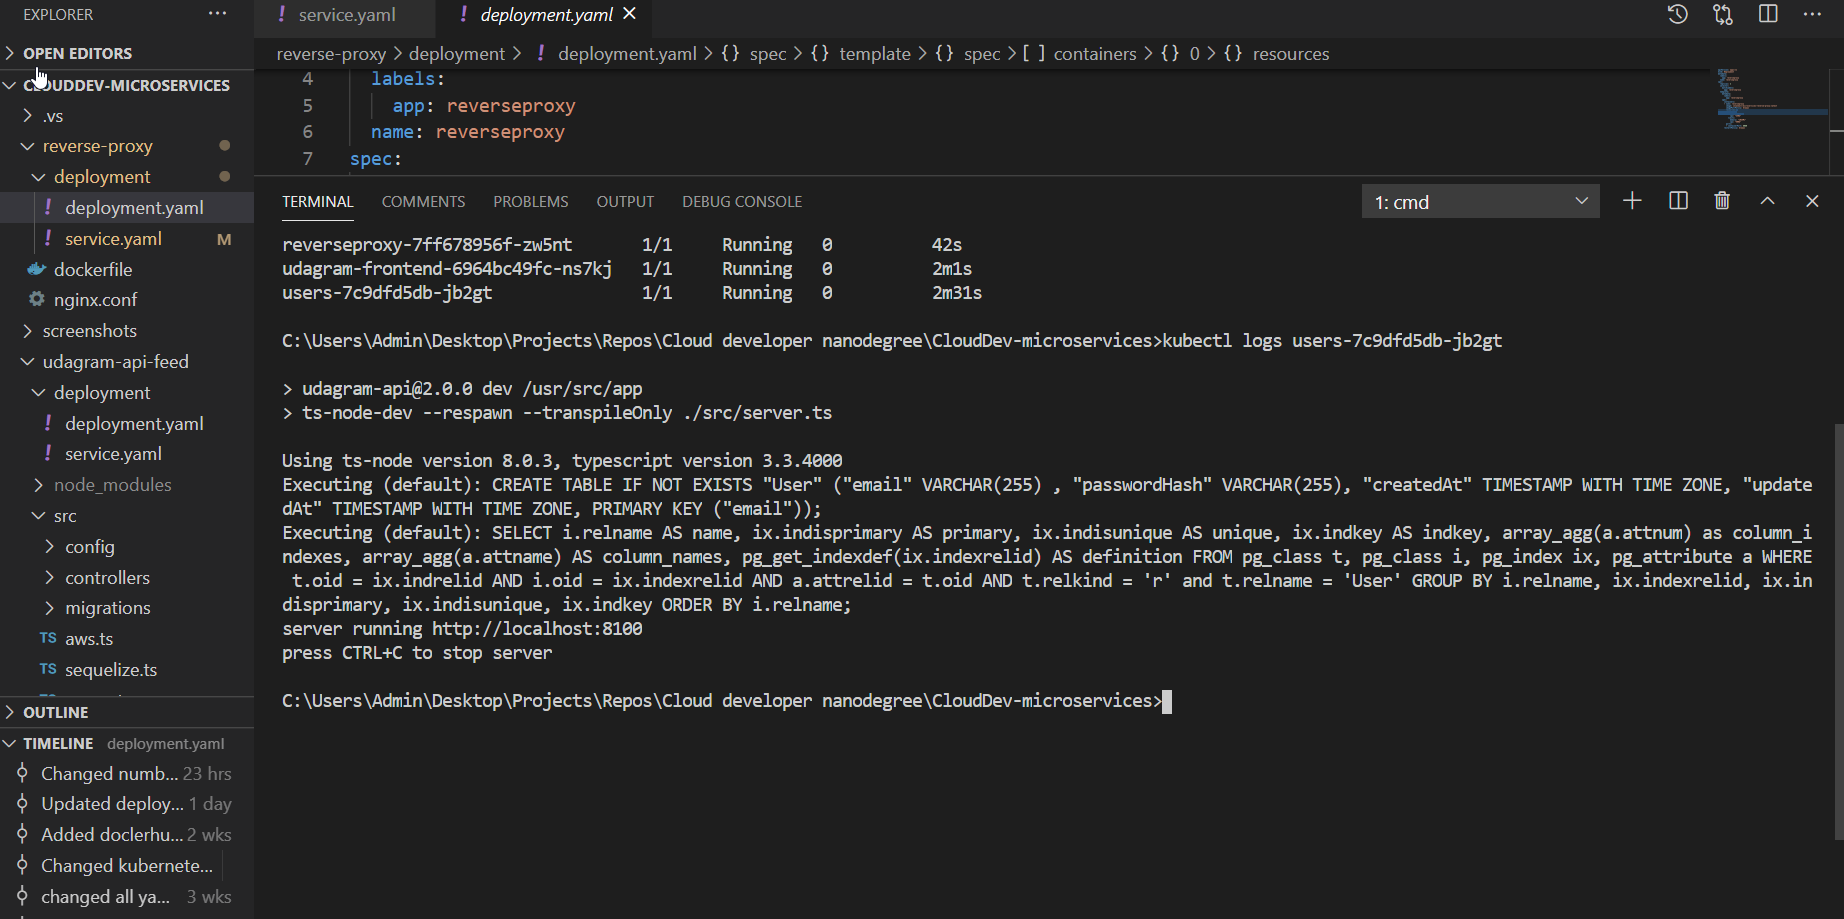 EXPLORER ···
OPEN EDITORS
CLOUDDEV-MICROSERVICES
.vs
reverse-proxy
deployment
! deployment.yaml
! service.yaml M
dockerfile
nginx.conf
screenshots
udagram-api-feed
deployment
! deployment.yaml
! service.yaml
node_modules
src
config
controllers
migrations
TS aws.ts
TS sequelize.ts
OUTLINE
TIMELINE deployment.yaml
Changed numb... 23 hrs
Updated deploy... 1 day
Added doclerhu... 2 wks
Changed kubernete...
changed all ya... 3 wks
! service.yaml
! deployment.yaml
reverse-proxy > deployment > ! deployment.yaml > {} spec > {} template > {} spec > [ ] containers > {} 0 > {} resources
4 labels:
5 app: reverseproxy
6 name: reverseproxy
7 spec:
TERMINAL COMMENTS PROBLEMS OUTPUT DEBUG CONSOLE 1: cmd
reverseproxy-7ff678956f-zw5nt 1/1 Running 0 42s
udagram-frontend-6964bc49fc-ns7kj 1/1 Running 0 2m1s
users-7c9dfd5db-jb2gt 1/1 Running 0 2m31s
C:\Users\Admin\Desktop\Projects\Repos\Cloud developer nanodegree\CloudDev-microservices>kubectl logs users-7c9dfd5db-jb2gt
> udagram-api@2.0.0 dev /usr/src/app
> ts-node-dev --respawn --transpileOnly ./src/server.ts
Using ts-node version 8.0.3, typescript version 3.3.4000
Executing (default): CREATE TABLE IF NOT EXISTS "User" ("email" VARCHAR(255) , "passwordHash" VARCHAR(255), "createdAt" TIMESTAMP WITH TIME ZONE, "update
dAt" TIMESTAMP WITH TIME ZONE, PRIMARY KEY ("email"));
Executing (default): SELECT i.relname AS name, ix.indisprimary AS primary, ix.indisunique AS unique, ix.indkey AS indkey, array_agg(a.attnum) as column_i
ndexes, array_agg(a.attname) AS column_names, pg_get_indexdef(ix.indexrelid) AS definition FROM pg_class t, pg_class i, pg_index ix, pg_attribute a WHERE
t.oid = ix.indrelid AND i.oid = ix.indexrelid AND a.attrelid = t.oid AND t.relkind = 'r' and t.relname = 'User' GROUP BY i.relname, ix.indexrelid, ix.in
disprimary, ix.indisunique, ix.indkey ORDER BY i.relname;
server running http://localhost:8100
press CTRL+C to stop server
C:\Users\Admin\Desktop\Projects\Repos\Cloud developer nanodegree\CloudDev-microservices>